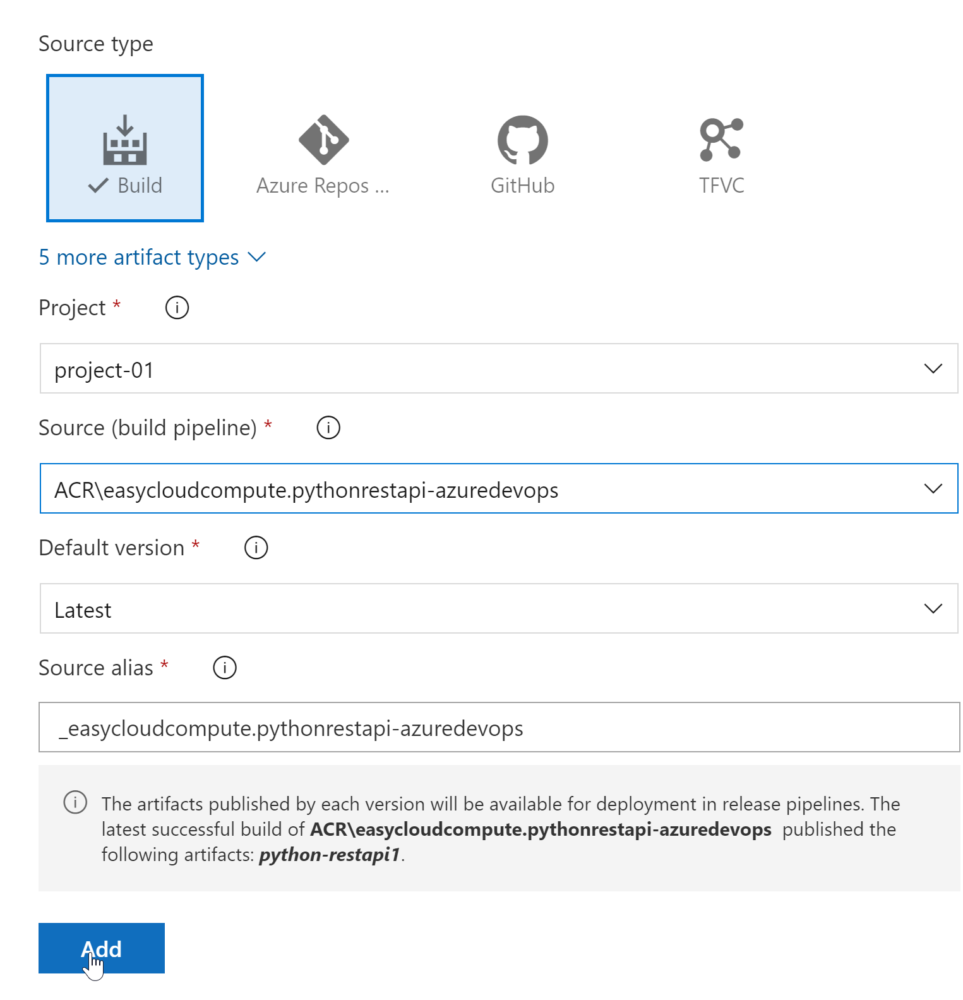 Source type
Build
Azure Repos ...
GitHub
TFVC
5 more artifact types
Project *
project-01
Source (build pipeline) *
ACR\easycloudcompute.pythonrestapi-azuredevops
Default version *
Latest
Source alias *
_easycloudcompute.pythonrestapi-azuredevops
The artifacts published by each version will be available for deployment in release pipelines. The
latest successful build of ACR\easycloudcompute.pythonrestapi-azuredevops published the
following artifacts: python-restapi1.
Add